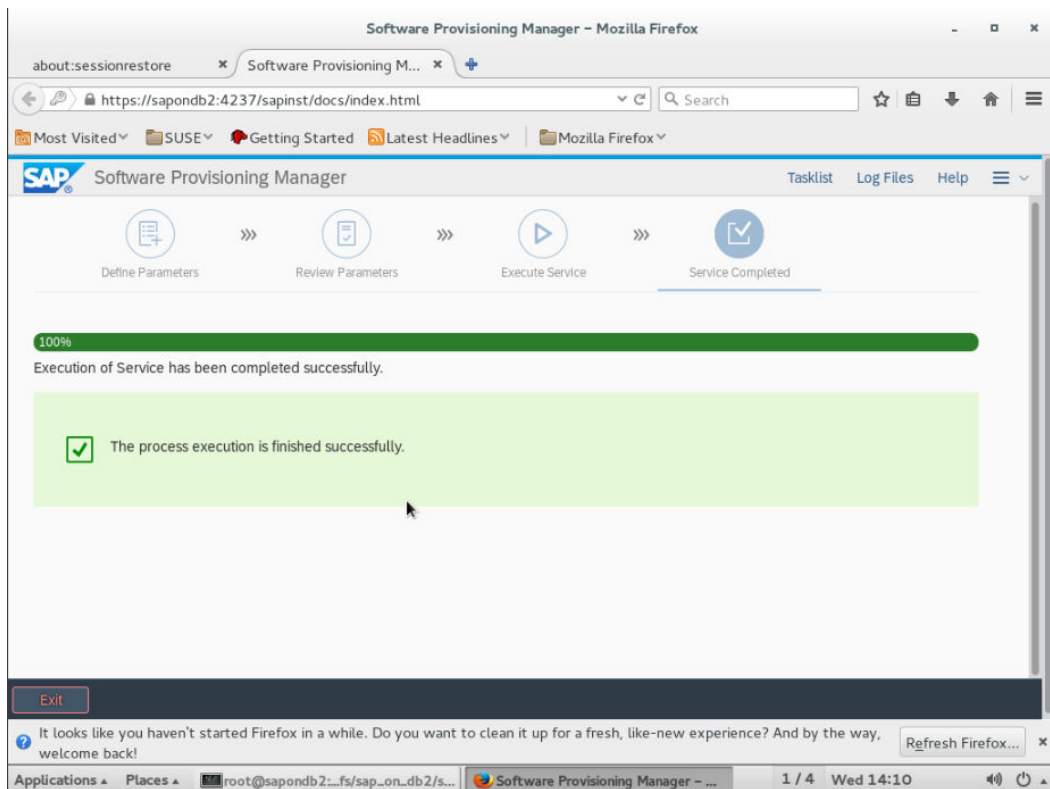 Software Provisioning Manager – Mozilla Firefox
about:sessionrestore
Software Provisioning M...
https://sapondb2:4237/sapinst/docs/index.html
Search
Most Visited
SUSE
Getting Started
Latest Headlines
Mozilla Firefox
SAP
®
Software Provisioning Manager
Tasklist
Log Files
Help
Define Parameters
Review Parameters
Execute Service
Service Completed
100%
Execution of Service has been completed successfully.
The process execution is finished successfully.
Exit
It looks like you haven't started Firefox in a while. Do you want to clean it up for a fresh, like-new experience? And by the way,
welcome back!
Refresh Firefox...
Applications
Places
root@sapondb2:...fs/sap_on_db2/s...
Software Provisioning Manager – ...
1 / 4
Wed 14:10